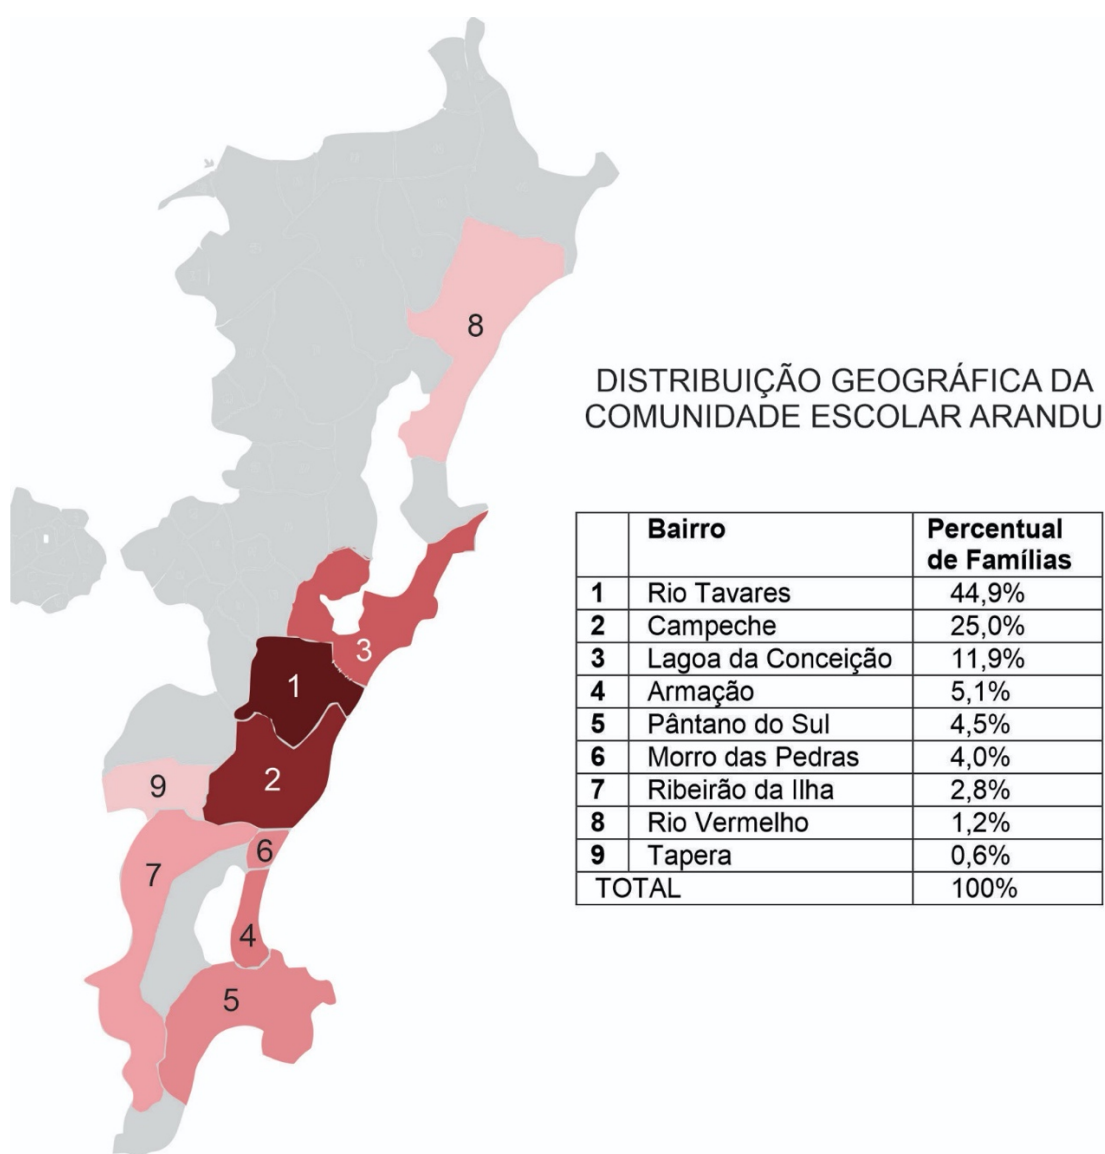 8
DISTRIBUIÇÃO GEOGRÁFICA DA
COMUNIDADE ESCOLAR ARANDU
Bairro Percentual
de Famílias
1 Rio Tavares 44,9%
2 Campeche 25,0%
3 Lagoa da Conceição 11,9%
4 Armação 5,1%
5 Pântano do Sul 4,5%
6 Morro das Pedras 4,0%
7 Ribeirão da Ilha 2,8%
8 Rio Vermelho 1,2%
9 Tapera 0,6%
TOTAL 100%
3
1
2
9
6
7
4
5